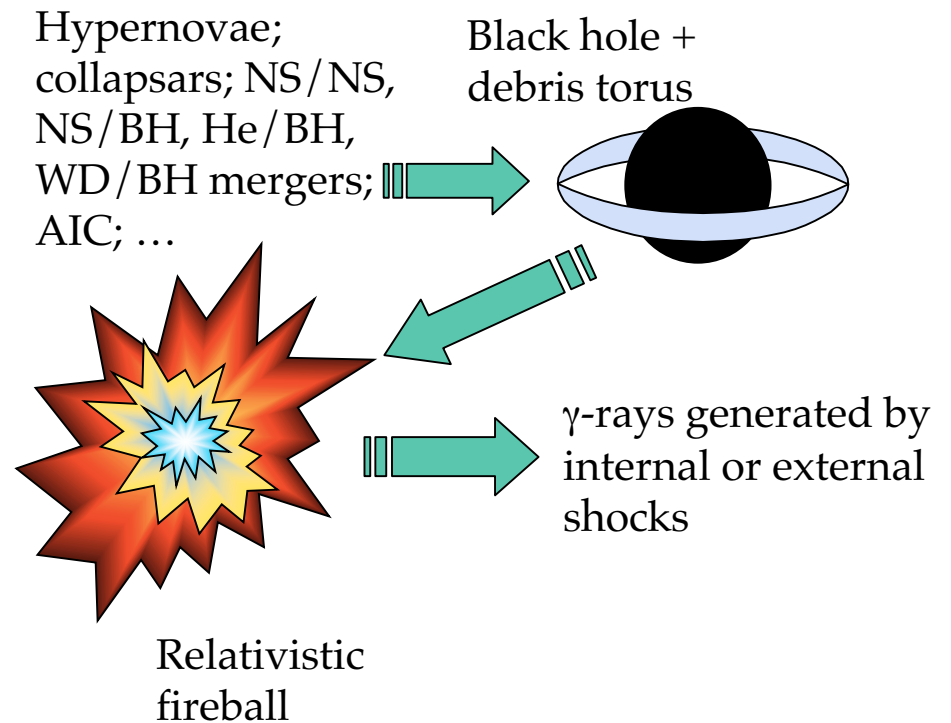 Hypernovae;
collapsars; NS/NS,
NS/BH, He/BH,
WD/BH mergers;
AIC; …
Black hole +
debris torus
γ-rays generated by
internal or external
shocks
Relativistic
fireball